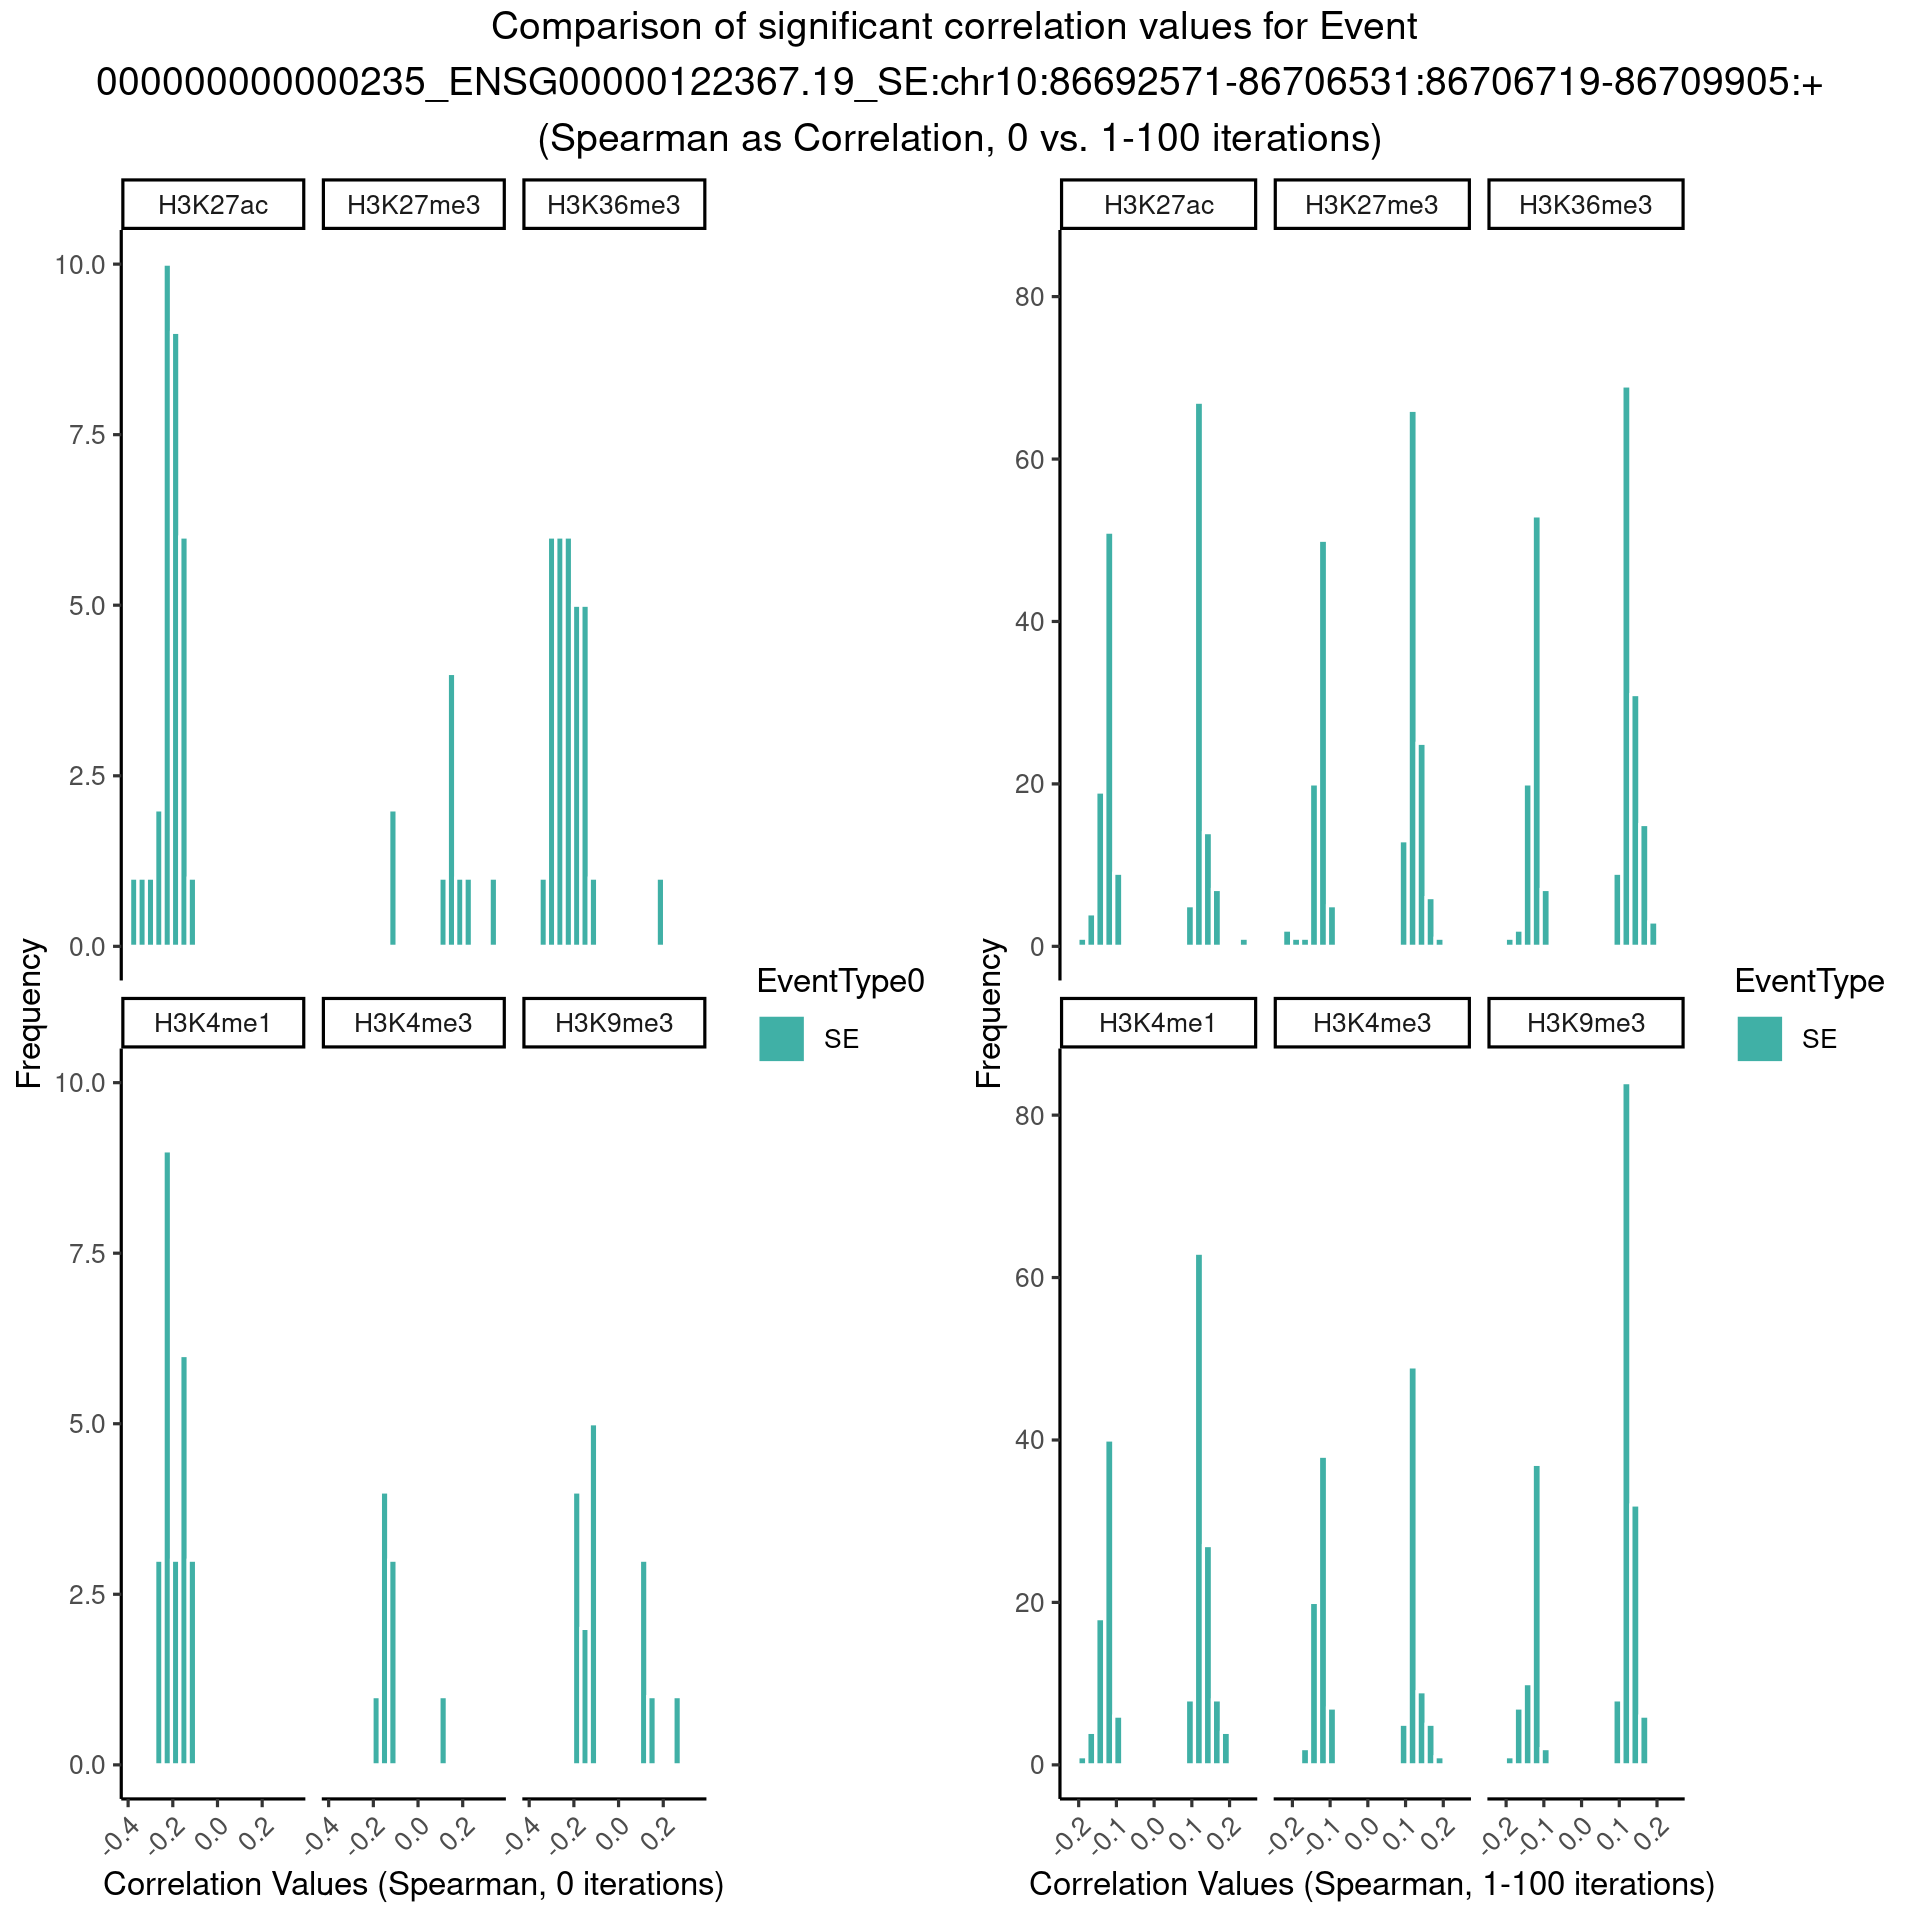 Comparison of significant correlation values for Event
000000000000235_ENSG00000122367.19_SE:chr10:86692571-86706531:86706719-86709905:+
(Spearman as Correlation, 0 vs. 1-100 iterations)
H3K27ac H3K27me3 H3K36me3
10.0
7.5
5.0
2.5
0.0
H3K4me1 H3K4me3 H3K9me3
10.0
7.5
5.0
2.5
0.0
-0.4 -0.2 0.0 0.2 -0.4 -0.2 0.0 0.2 -0.4 -0.2 0.0 0.2
Frequency
Correlation Values (Spearman, 0 iterations)
EventType0
SE
H3K27ac H3K27me3 H3K36me3
80
60
40
20
0
H3K4me1 H3K4me3 H3K9me3
80
60
40
20
0
-0.2 -0.1 0.0 0.1 0.2 -0.2 -0.1 0.0 0.1 0.2 -0.2 -0.1 0.0 0.1 0.2
Frequency
Correlation Values (Spearman, 1-100 iterations)
EventType
SE